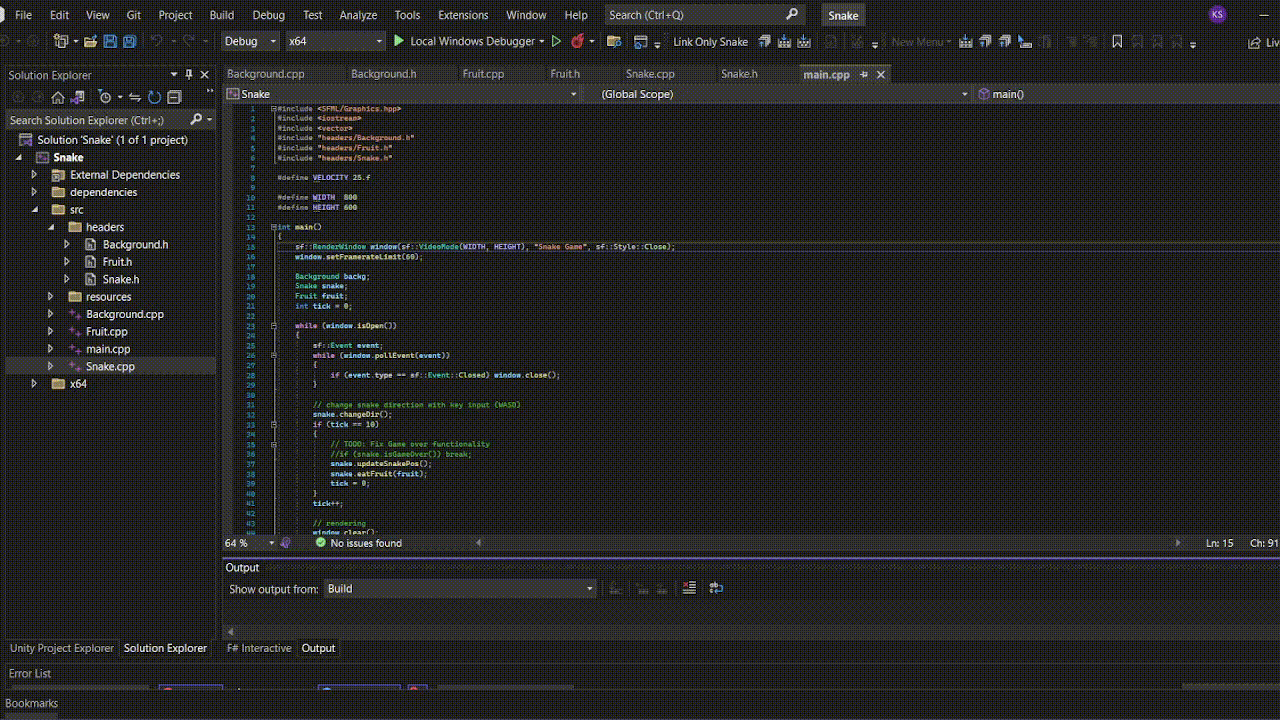 File Edit View Git Project Build Debug Test Analyze Tools Extensions Window Help Search (Ctrl+Q) Snake KS
Debug x64 Local Windows Debugger Link Only Snake New Menu Liv
Solution Explorer
Search Solution Explorer (Ctrl+;)
Solution 'Snake' (1 of 1 project)
Snake
External Dependencies
dependencies
src
headers
Background.h
Fruit.h
Snake.h
resources
Background.cpp
Fruit.cpp
main.cpp
Snake.cpp
x64
Unity Project Explorer Solution Explorer
Background.cpp Background.h Fruit.cpp Fruit.h Snake.cpp Snake.h main.cpp
Snake (Global Scope) main()
1 #include <SFML/Graphics.hpp>
2 #include <iostream>
3 #include <vector>
4 #include "headers/Background.h"
5 #include "headers/Fruit.h"
6 #include "headers/Snake.h"
7
8 #define VELOCITY 25.f
9
10 #define WIDTH 800
11 #define HEIGHT 600
12
13 int main()
14 {
15 sf::RenderWindow window(sf::VideoMode(WIDTH, HEIGHT), "Snake Game", sf::Style::Close);
16 window.setFramerateLimit(60);
17
18 Background backg;
19 Snake snake;
20 Fruit fruit;
21 int tick = 0;
22
23 while (window.isOpen())
24 {
25 sf::Event event;
26 while (window.pollEvent(event))
27 {
28 if (event.type == sf::Event::Closed) window.close();
29 }
30
31 // change snake direction with key input (WASD)
32 snake.changeDir();
33 if (tick == 10)
34 {
35 // TODO: Fix Game over functionality
36 //if (snake.isGameOver()) break;
37 snake.updateSnakePos();
38 snake.eatFruit(fruit);
39 tick = 0;
40 }
41 tick++;
42
43 // rendering
44 window.clear();
64 % No issues found Ln: 15 Ch: 91
Output
Show output from: Build
F# Interactive Output
Error List
Bookmarks